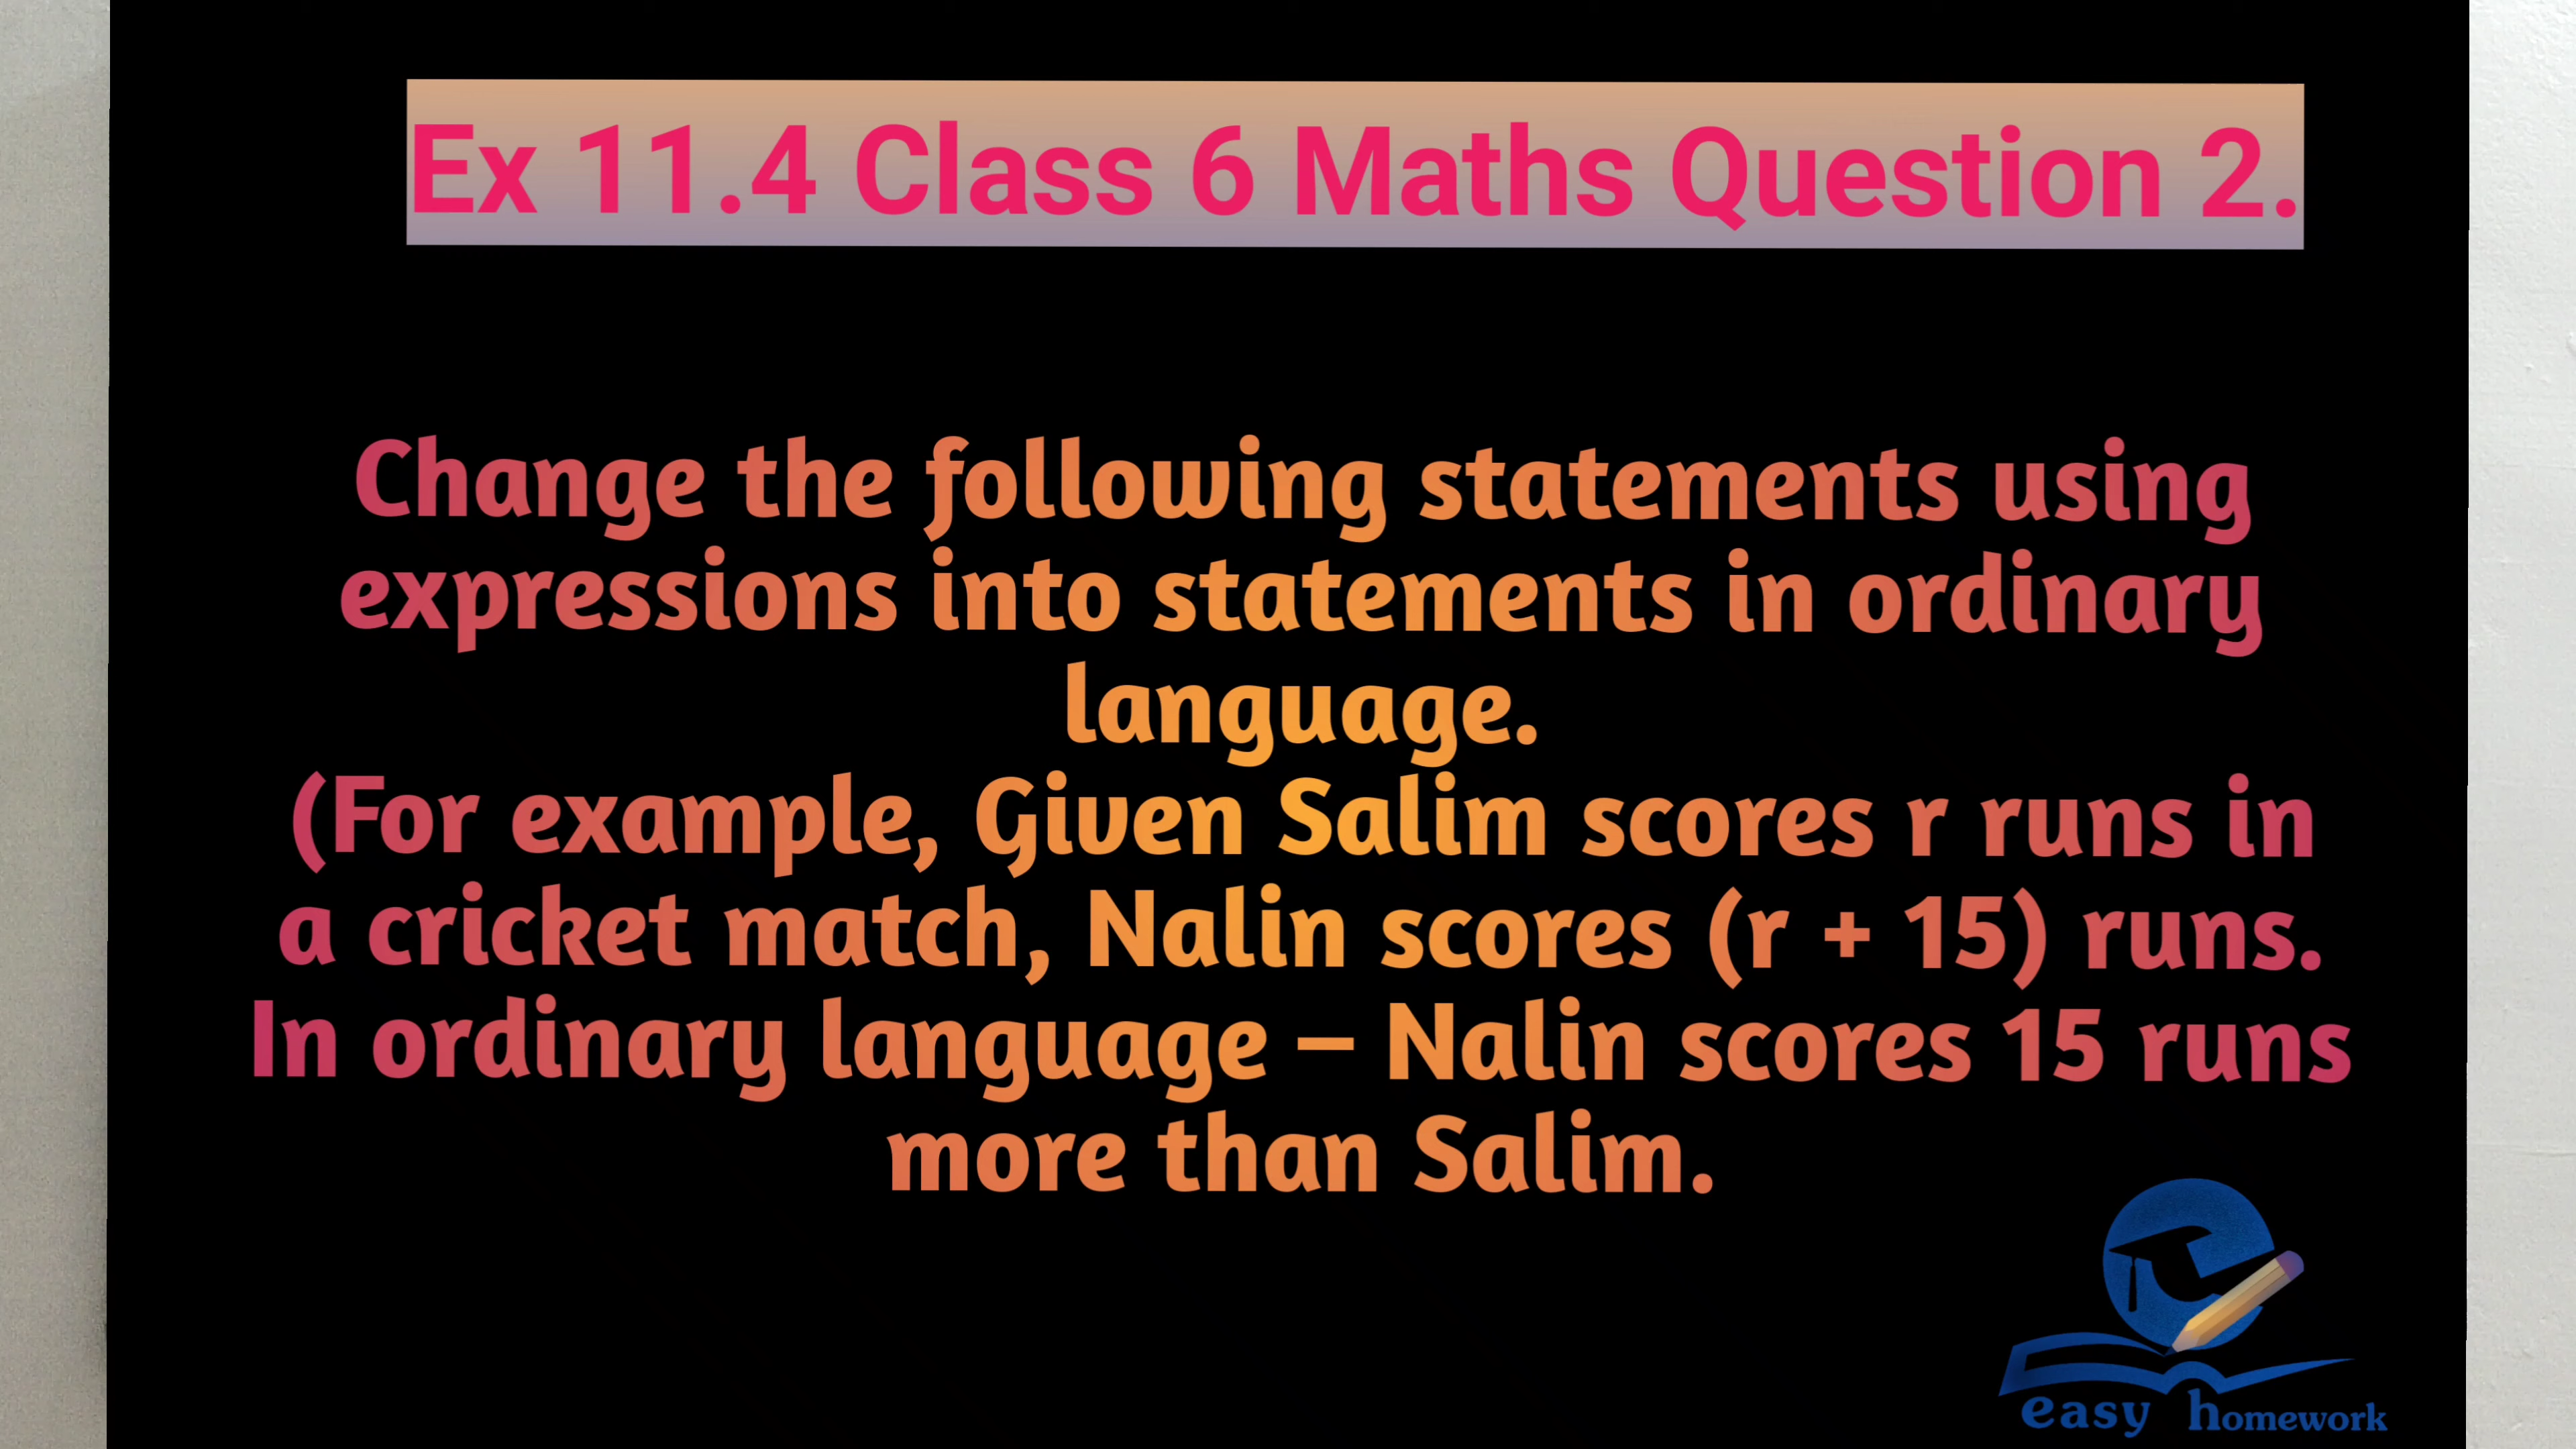 Ex 11.4 Class 6 Maths Question 2.
Change the following statements using
expressions into statements in ordinary
language.
(For example, Given Salim scores r runs in
a cricket match, Nalin scores (r + 15) runs.
In ordinary language – Nalin scores 15 runs
more than Salim.
easy homework